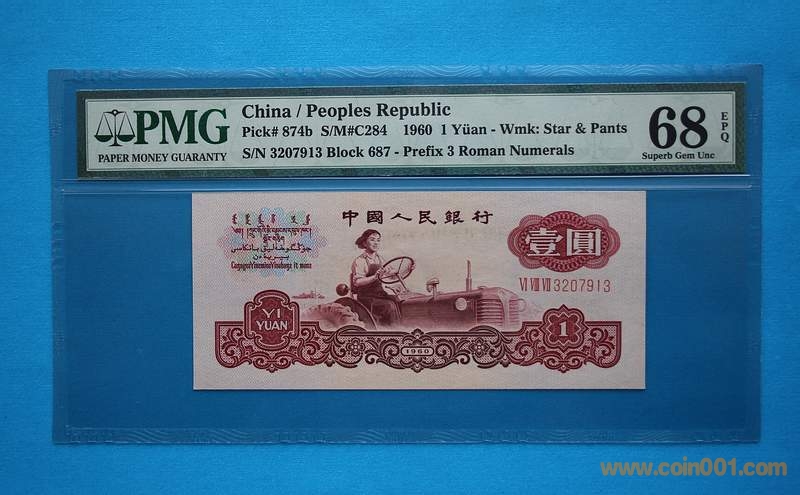 PMG
PAPER MONEY GUARANTY
China / Peoples Republic
Pick# 874b S/M#C284 1960 1 Yüan - Wmk: Star & Pants
S/N 3207913 Block 687 - Prefix 3 Roman Numerals
68
EPQ
Superb Gem Unc
中國人民銀行
壹圓
VI VIII VII 3207913
YI
YUAN
1960
1
www.coin001.com